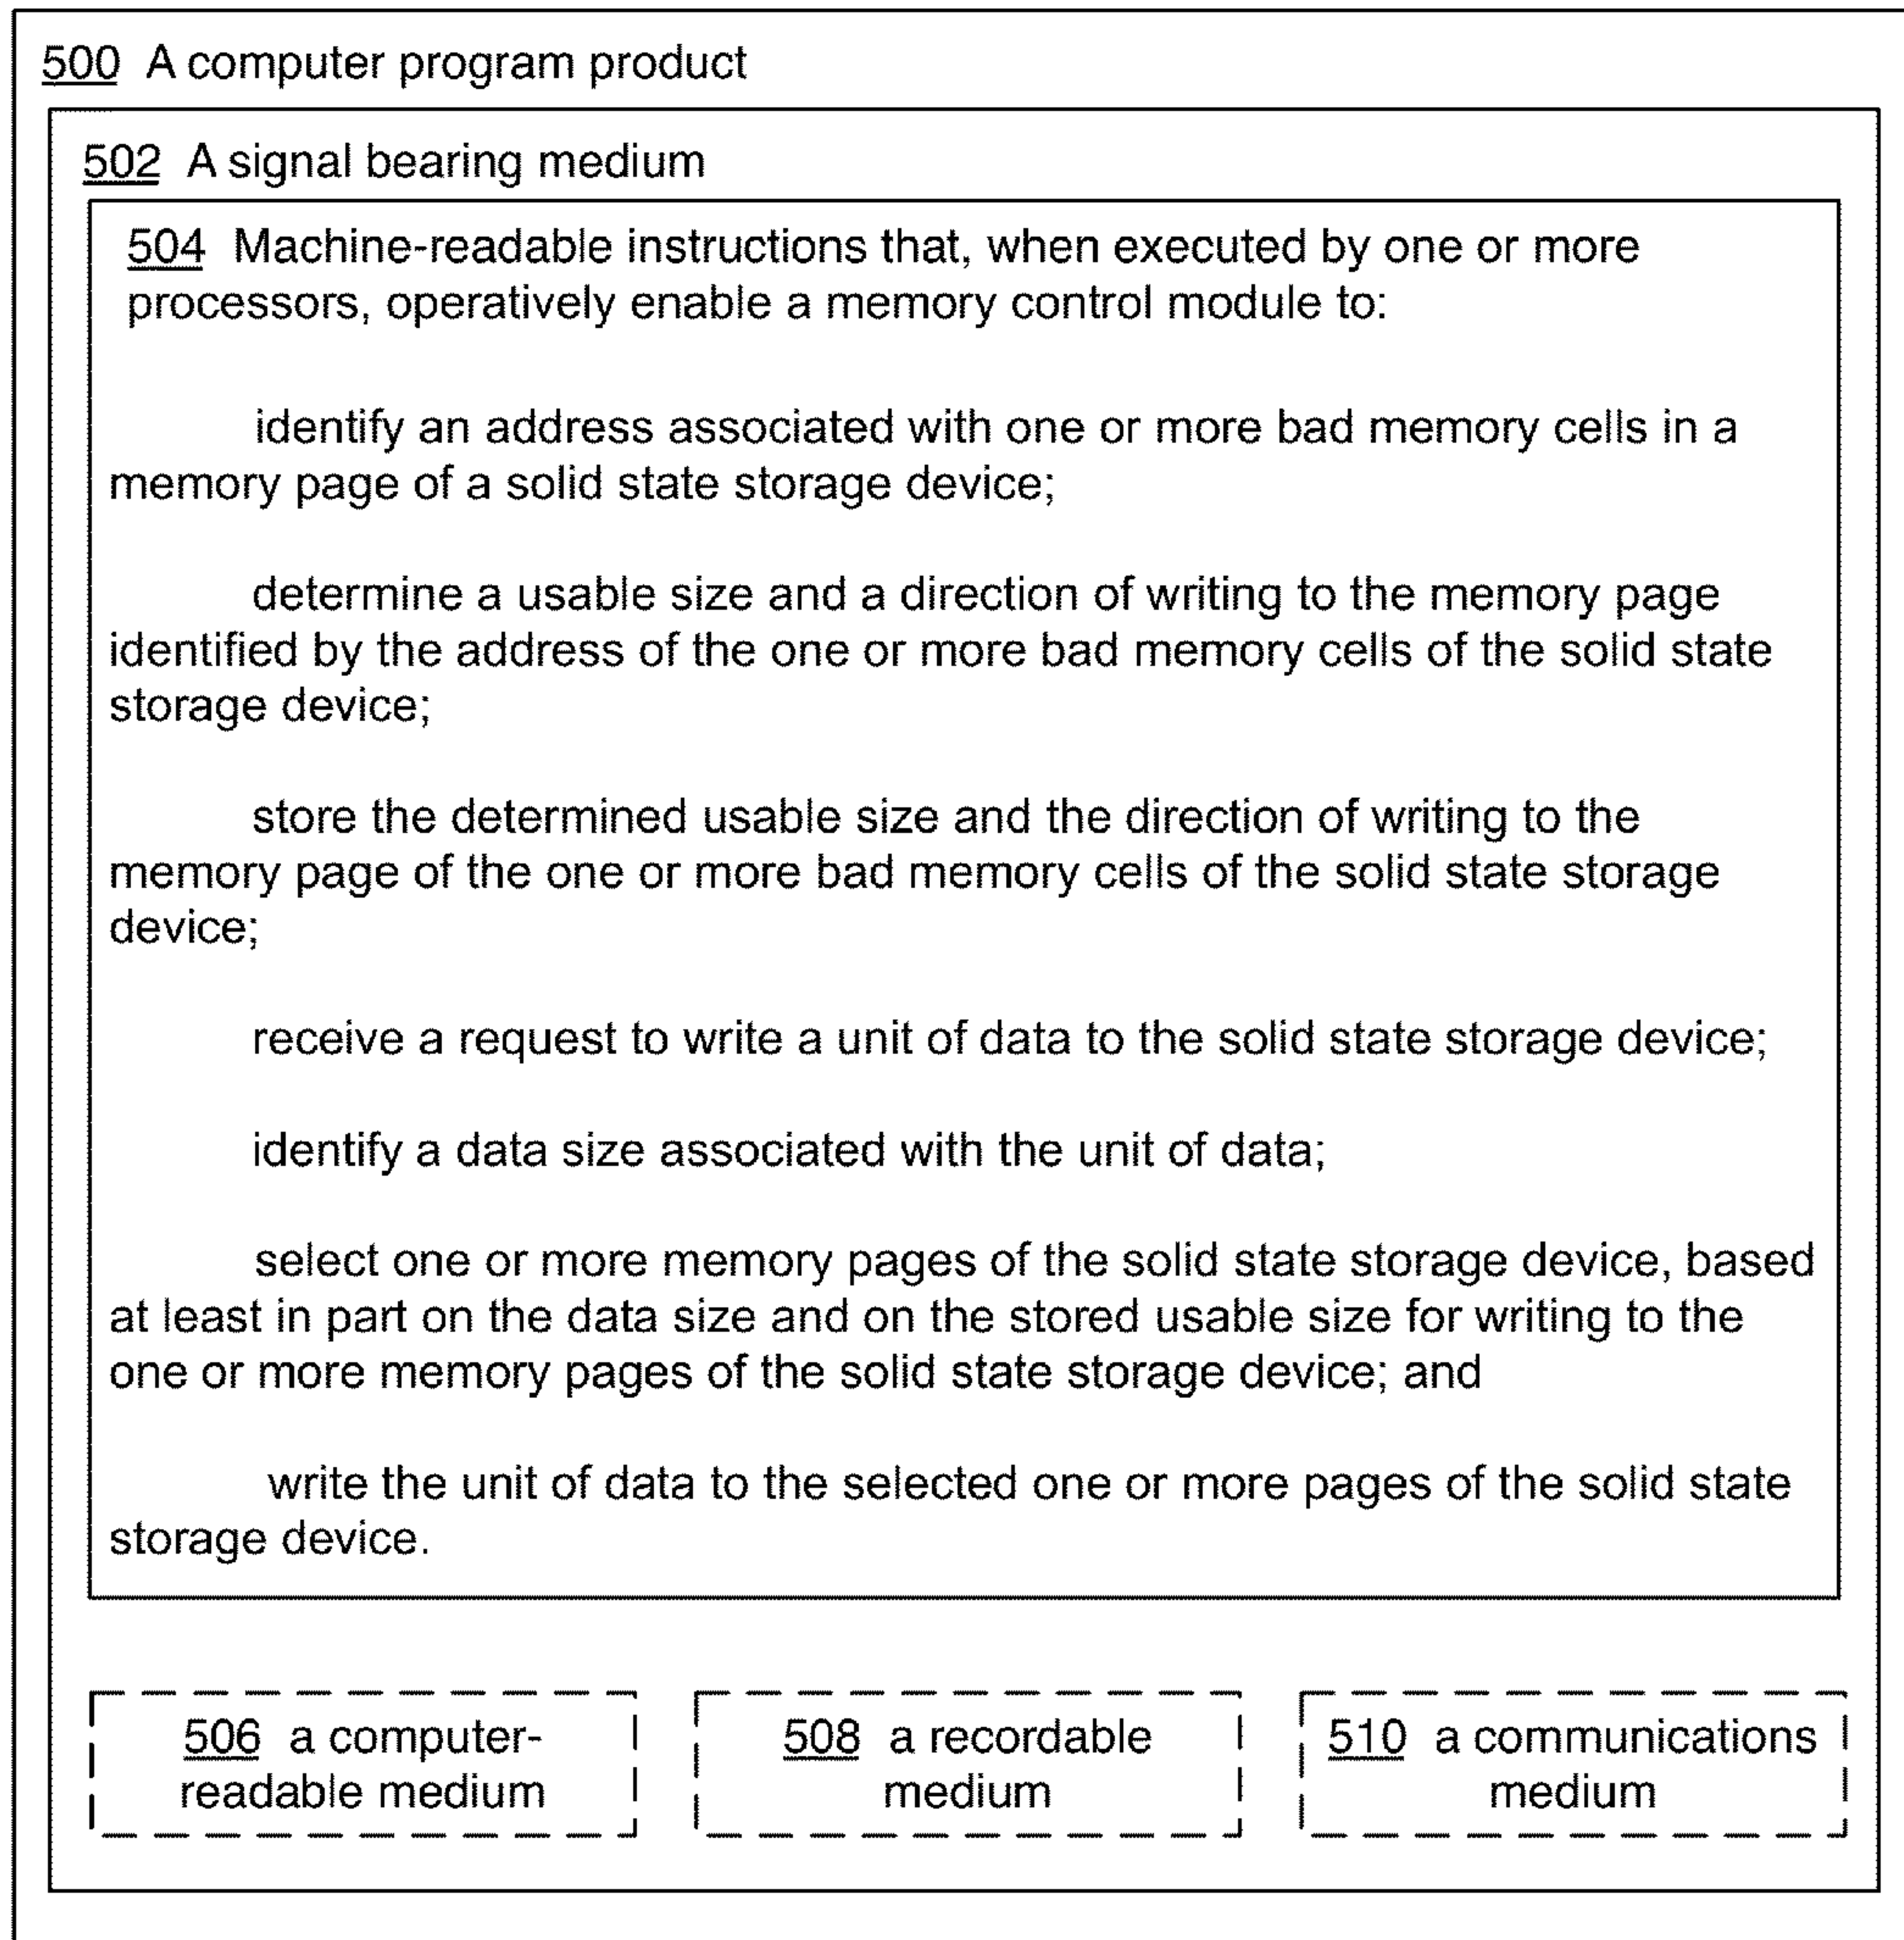 500 A computer program product
502 A signal bearing medium
504 Machine-readable instructions that, when executed by one or more
processors, operatively enable a memory control module to:
identify an address associated with one or more bad memory cells in a
memory page of a solid state storage device;
determine a usable size and a direction of writing to the memory page
identified by the address of the one or more bad memory cells of the solid state
storage device;
store the determined usable size and the direction of writing to the
memory page of the one or more bad memory cells of the solid state storage
device;
receive a request to write a unit of data to the solid state storage device;
identify a data size associated with the unit of data;
select one or more memory pages of the solid state storage device, based
at least in part on the data size and on the stored usable size for writing to the
one or more memory pages of the solid state storage device; and
write the unit of data to the selected one or more pages of the solid state
storage device.
506 a computer-
readable medium
508 a recordable
medium
510 a communications
medium